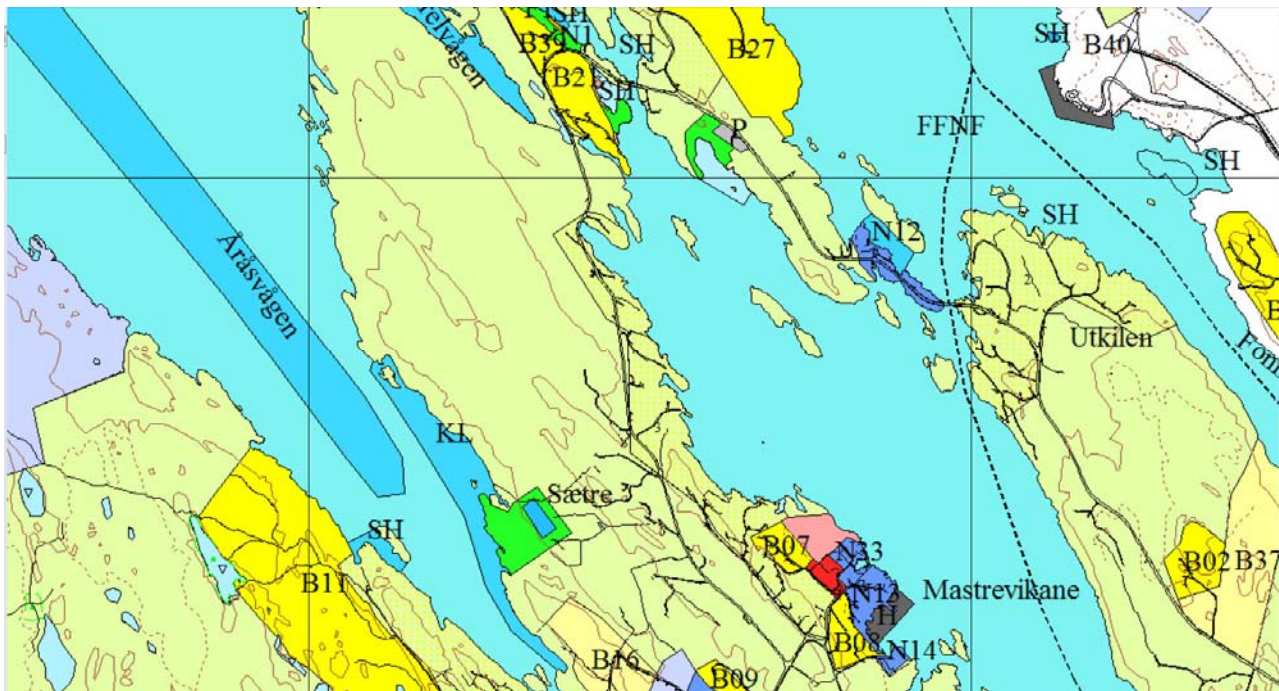 SH
N1
B39
SH
B27
SH
B40
B21
SH
P
FFNF
SH
SH
N12
Åråsvågen
Utkilen
KL
Sætre
SH
B07
N33
B11
N13
Mastrevikane
H
B02
B37
B08
N14
B16
B09